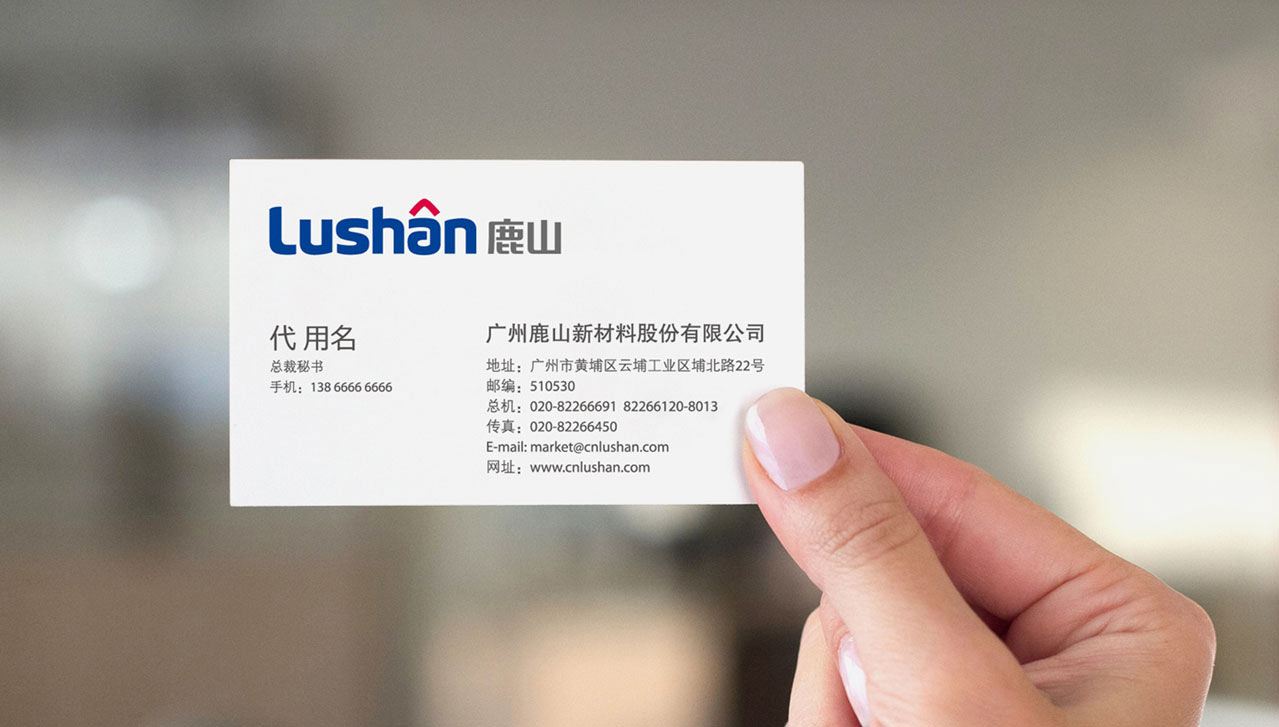 Lushan 鹿山
代 用名
总裁秘书
手机：138 6666 6666
广州鹿山新材料股份有限公司
地址：广州市黄埔区云埔工业区埔北路22号
邮编：510530
总机：020-82266691 82266120-8013
传真：020-82266450
E-mail: market@cnlushan.com
网址：www.cnlushan.com